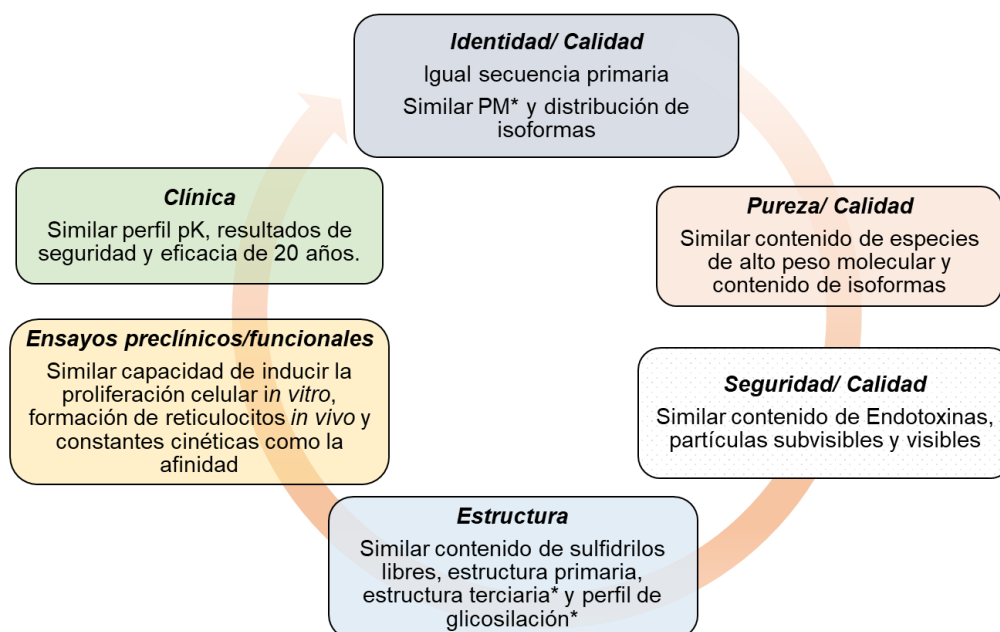 Identidad/ Calidad
Igual secuencia primaria
Similar PM* y distribución de
isoformas
Pureza/ Calidad
Similar contenido de especies
de alto peso molecular y
contenido de isoformas
Seguridad/ Calidad
Similar contenido de Endotoxinas,
partículas subvisibles y visibles
Estructura
Similar contenido de sulfidrilos
libres, estructura primaria,
estructura terciaria* y perfil de
glicosilación*
Ensayos preclínicos/funcionales
Similar capacidad de inducir la
proliferación celular in vitro,
formación de reticulocitos in vivo y
constantes cinéticas como la
afinidad
Clínica
Similar perfil pK, resultados de
seguridad y eficacia de 20 años.